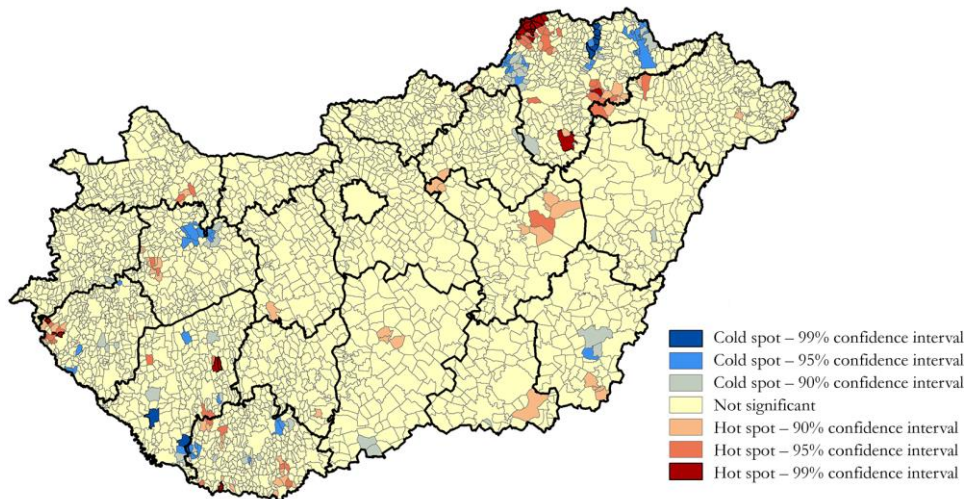 Cold spot – 99% confidence interval
Cold spot – 95% confidence interval
Cold spot – 90% confidence interval
Not significant
Hot spot – 90% confidence interval
Hot spot – 95% confidence interval
Hot spot – 99% confidence interval